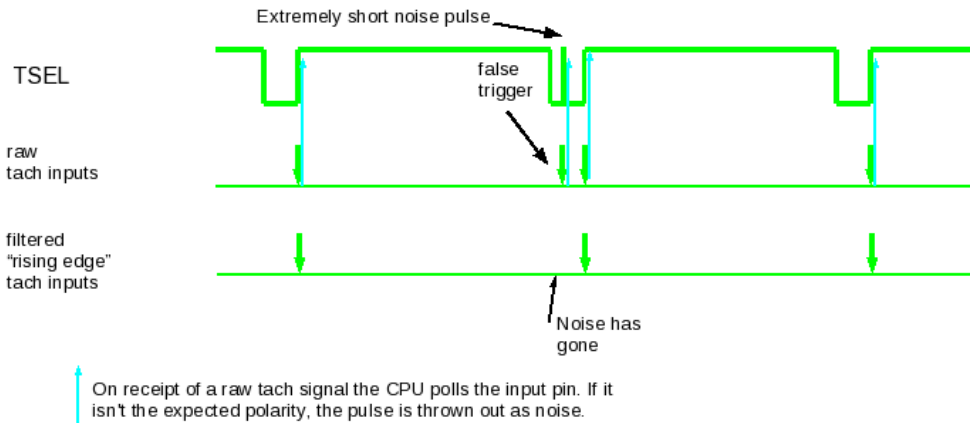 Extremely short noise pulse
TSEL
false
trigger
raw
tach inputs
filtered
“rising edge”
tach inputs
Noise has
gone
On receipt of a raw tach signal the CPU polls the input pin. If it
isn't the expected polarity, the pulse is thrown out as noise.